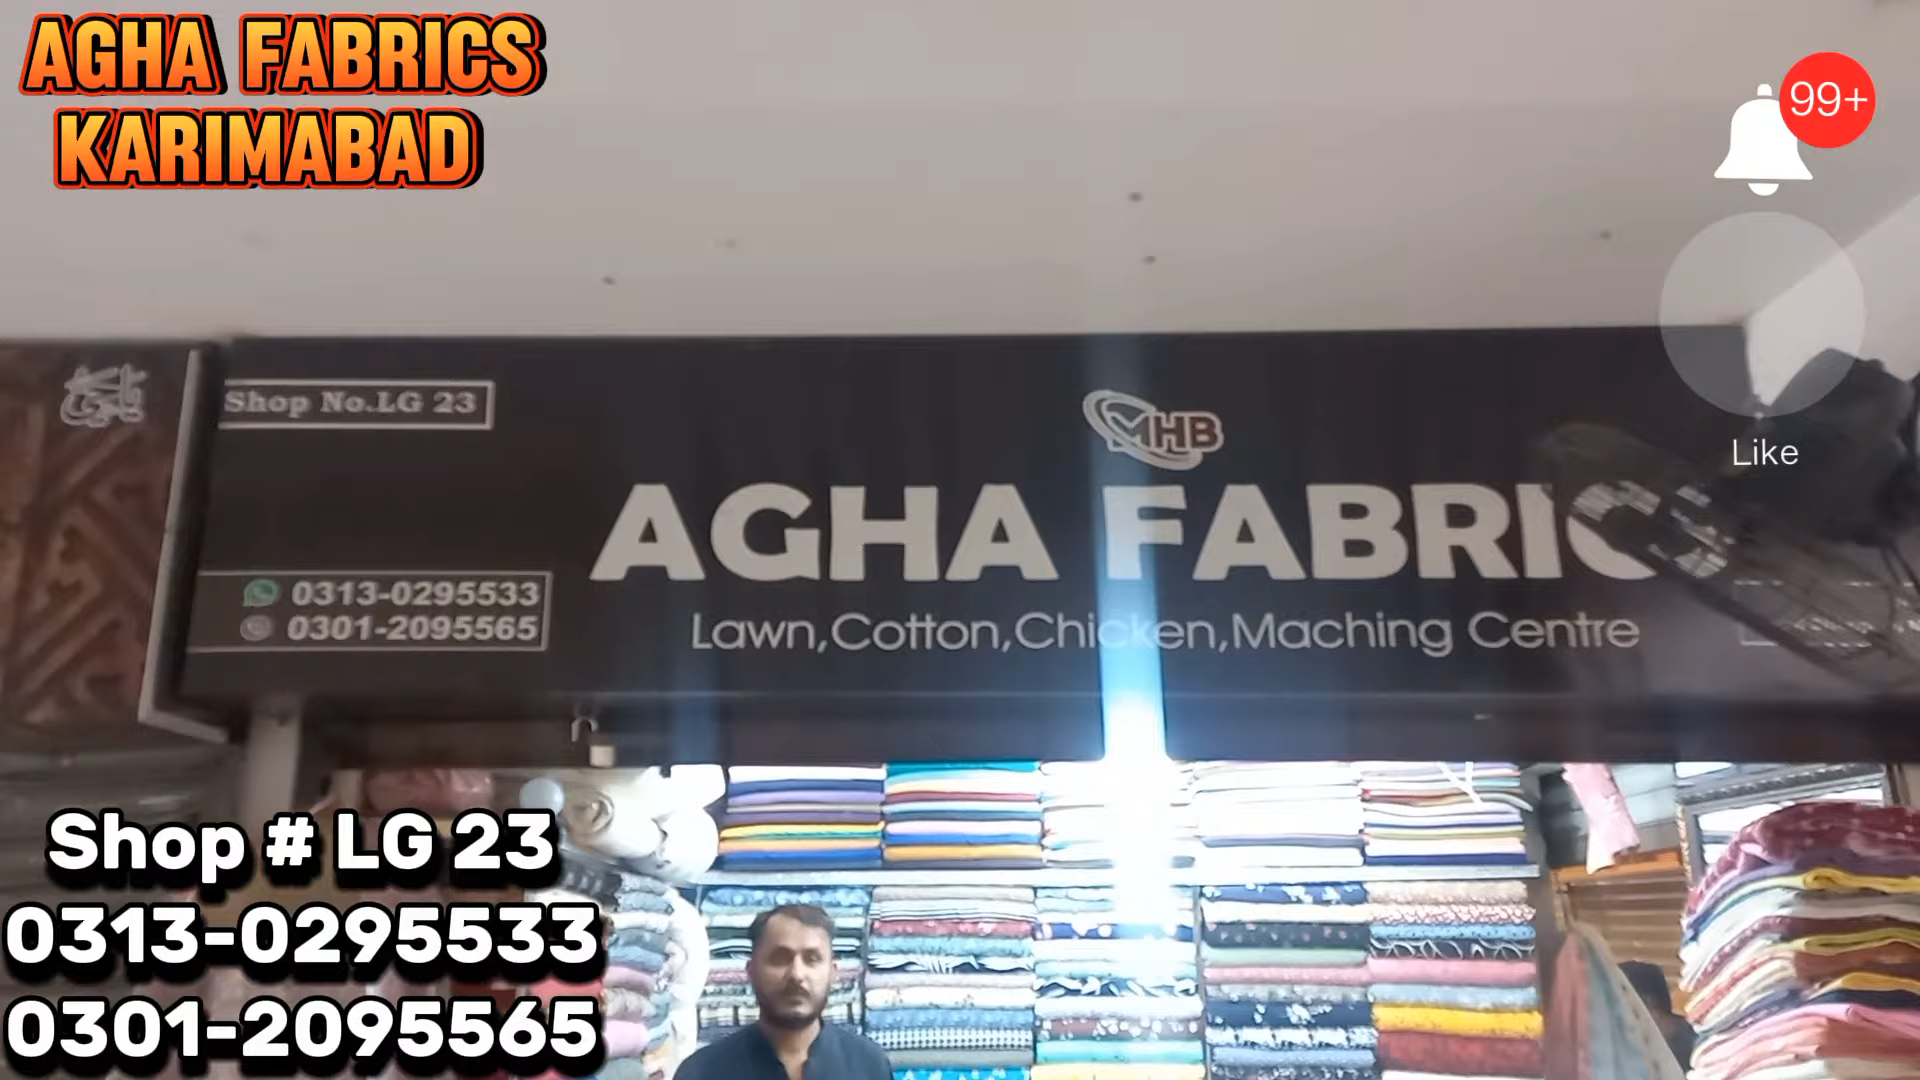 AGHA FABRICS
KARIMABAD
99+
Like
Shop No.LG 23
MHB
AGHA FABRIC
0313-0295533
0301-2095565
Lawn,Cotton,Chicken,Maching Centre
Shop # LG 23
0313-0295533
0301-2095565